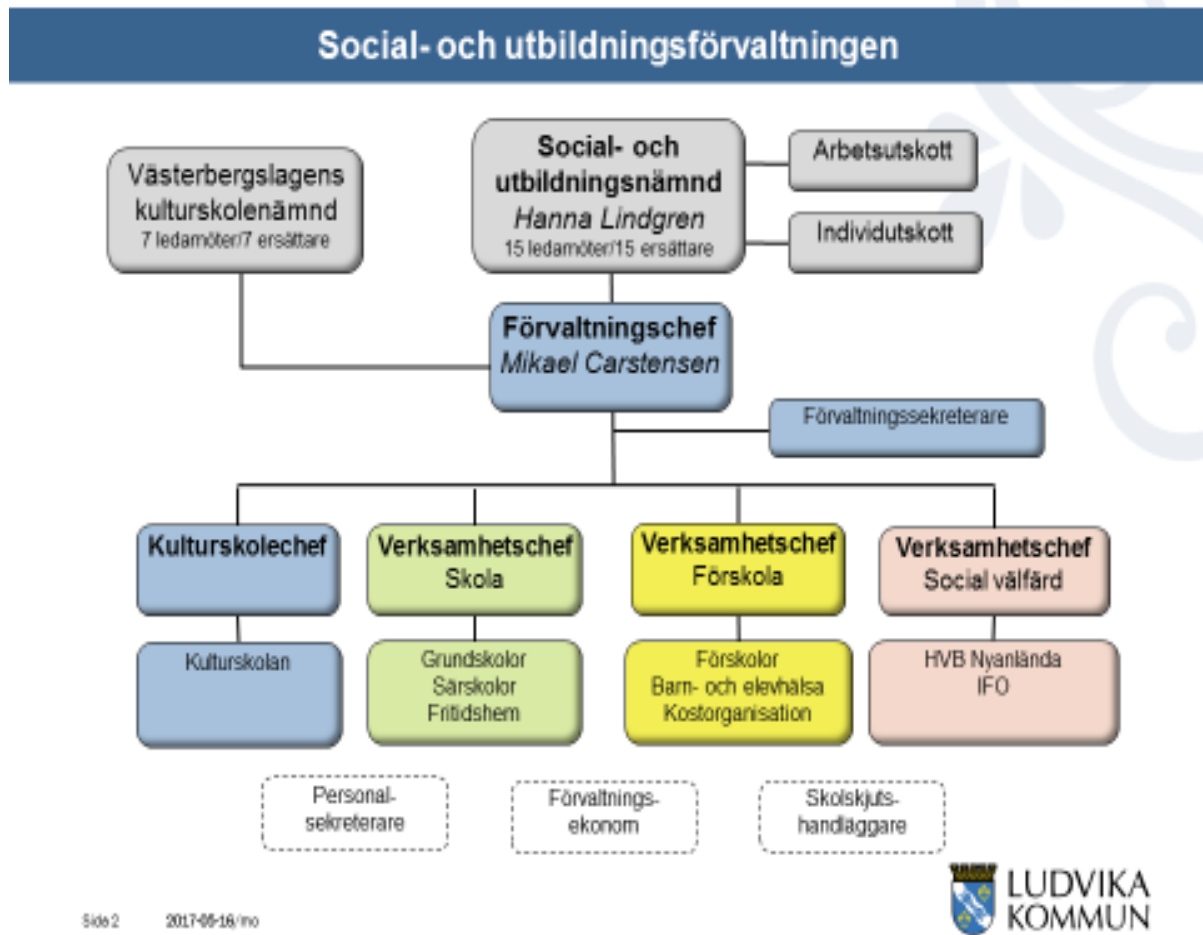 Social- och utbildningsförvaltningen
Västerbergslagens
kulturskolenämnd
7 ledamöter/7 ersättare
Social- och
utbildningsnämnd
Hanna Lindgren
15 ledamöter/15 ersättare
Arbetsutskott
Individutskott
Förvaltningschef
Mikael Carstensen
Förvaltningssekreterare
Kulturskolechef
Verksamhetschef
Skola
Verksamhetschef
Förskola
Verksamhetschef
Social välfärd
Kulturskolan
Grundskolor
Särskolor
Fritidshem
Förskolor
Barn- och elevhälsa
Kostorganisation
HVB Nyanlända
IFO
Personal-
sekreterare
Förvaltnings-
ekonom
Skolskjuts-
handläggare
LUDVIKA
KOMMUN
Sida 2 2017-05-16/mo